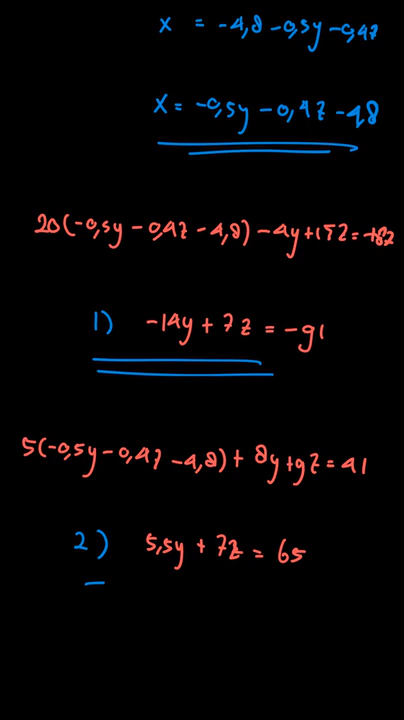 x = -4,8 -0,5y -0,4z
x = -0,5y -0,4z -4,8
20(-0,5y -0,4z -4,8) -4y+15z=
1) -14y + 7z = -91
5(-0,5y -0,4z -4,8) + 8y +9z = 41
2) 5,5y + 7z = 65